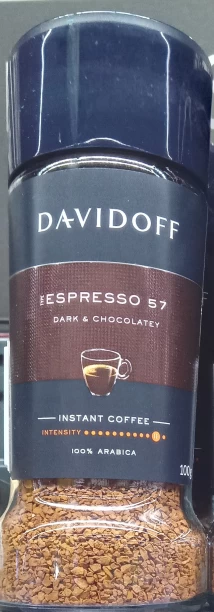 DAVIDOFF
ESPRESSO 57
DARK & CHOCOLATEY
INSTANT COFFEE
INTENSITY
100% ARABICA
100g